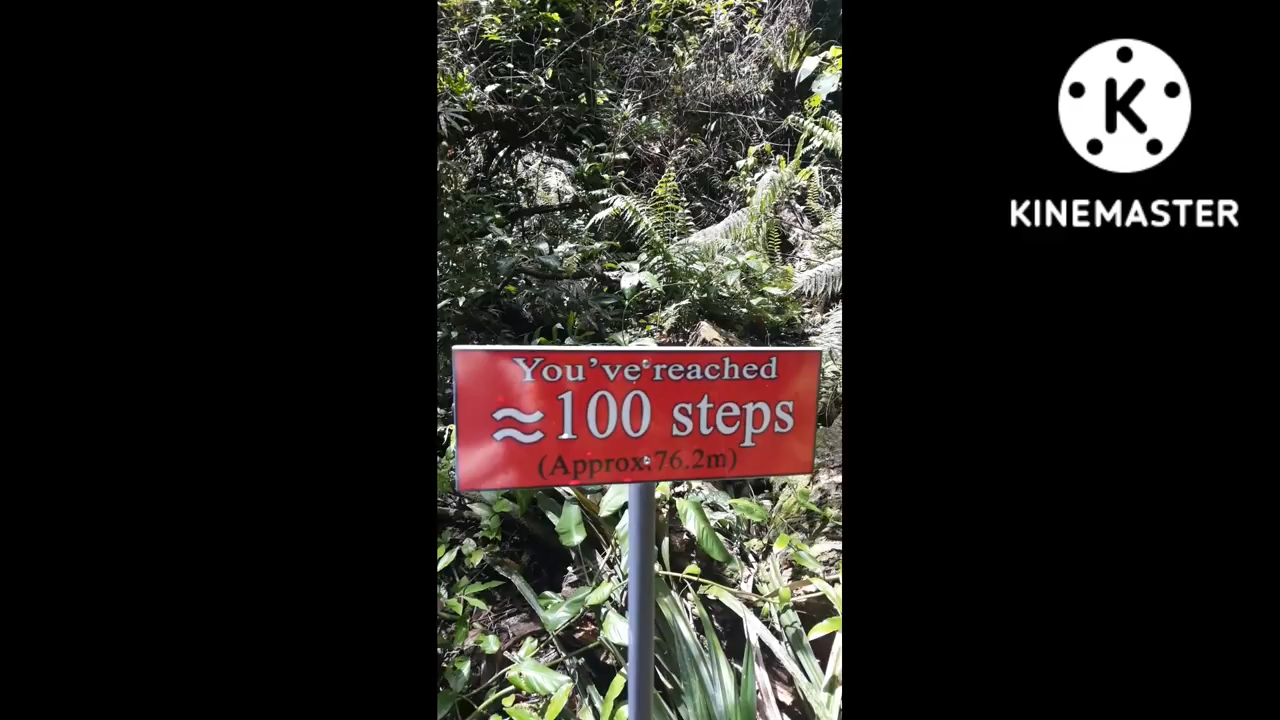 You've reached
≈100 steps
(Approx.76.2m)
K
KINEMASTER